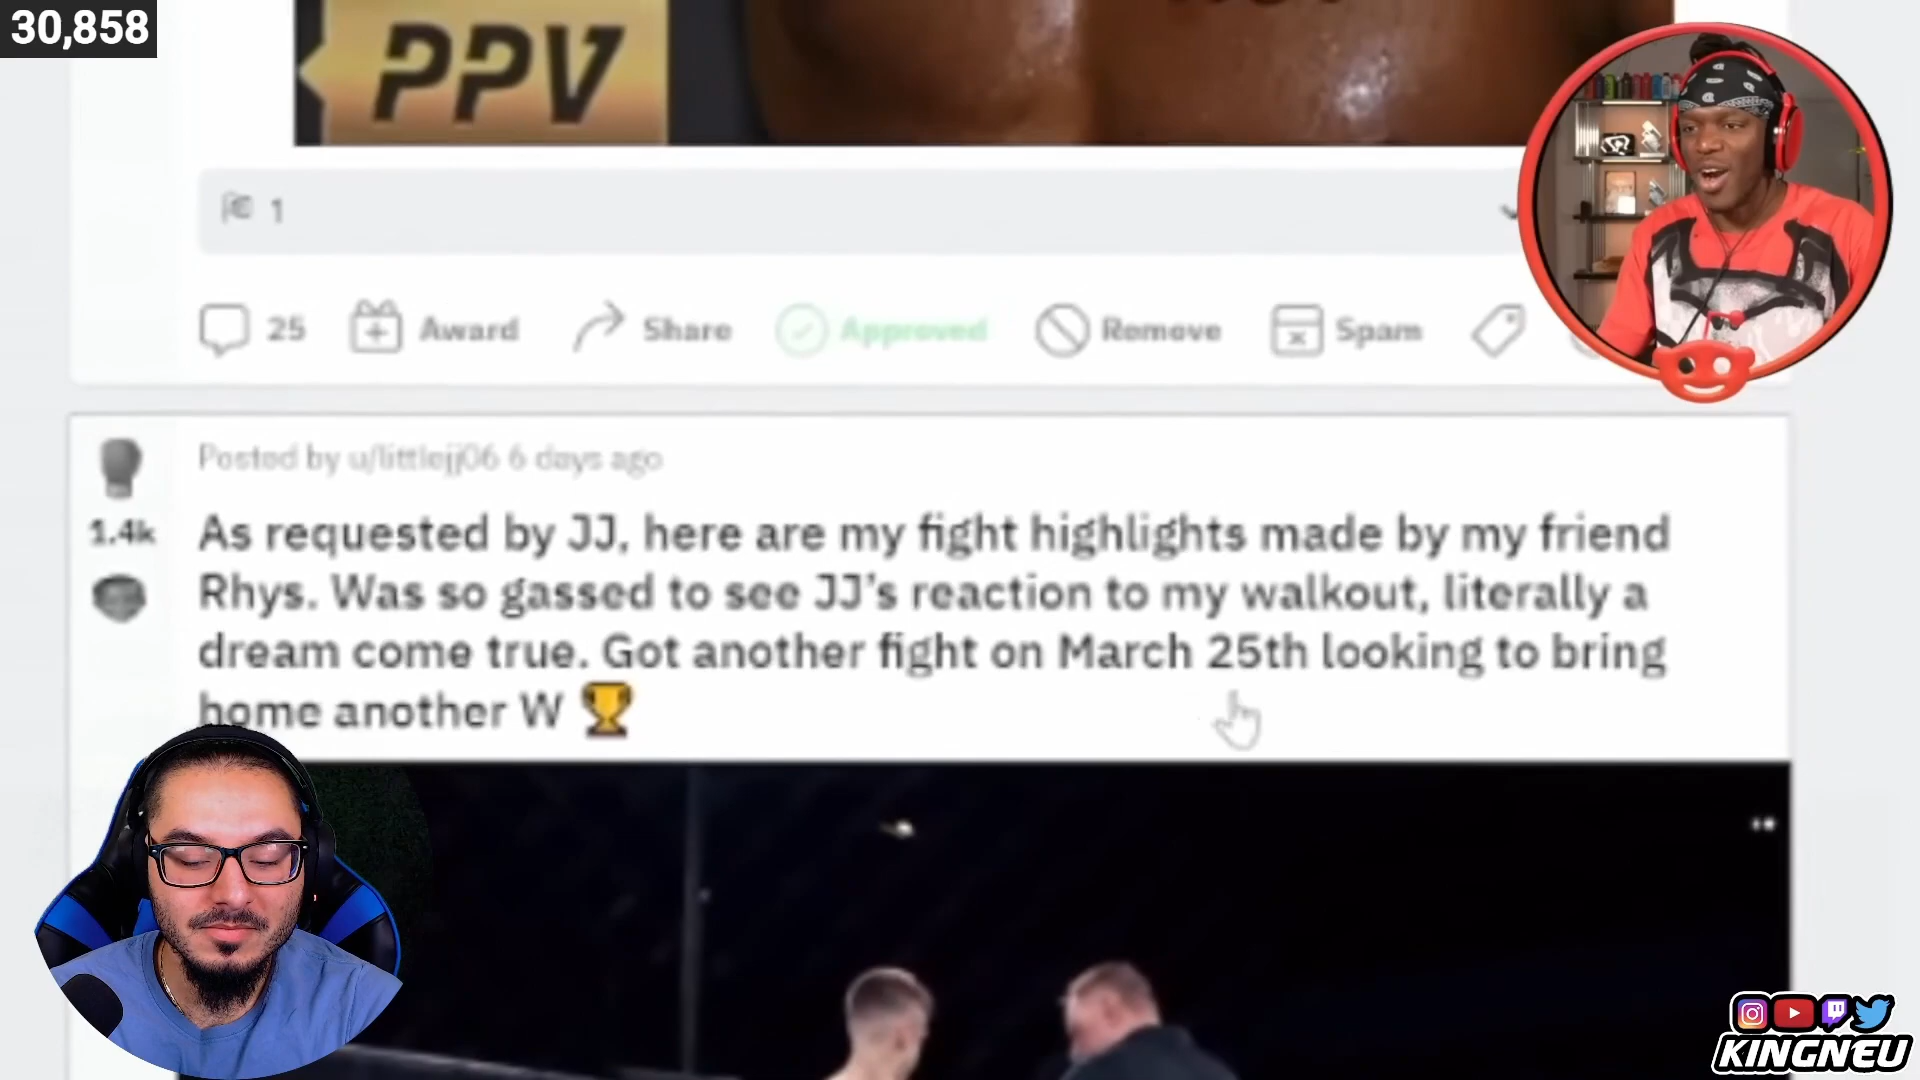 30,858
PPV
1
25 Award Share Approved Remove Spam
Posted by u/littlejj06 6 days ago
1.4k
As requested by JJ, here are my fight highlights made by my friend
Rhys. Was so gassed to see JJ's reaction to my walkout, literally a
dream come true. Got another fight on March 25th looking to bring
home another W 🏆
KINGNEU